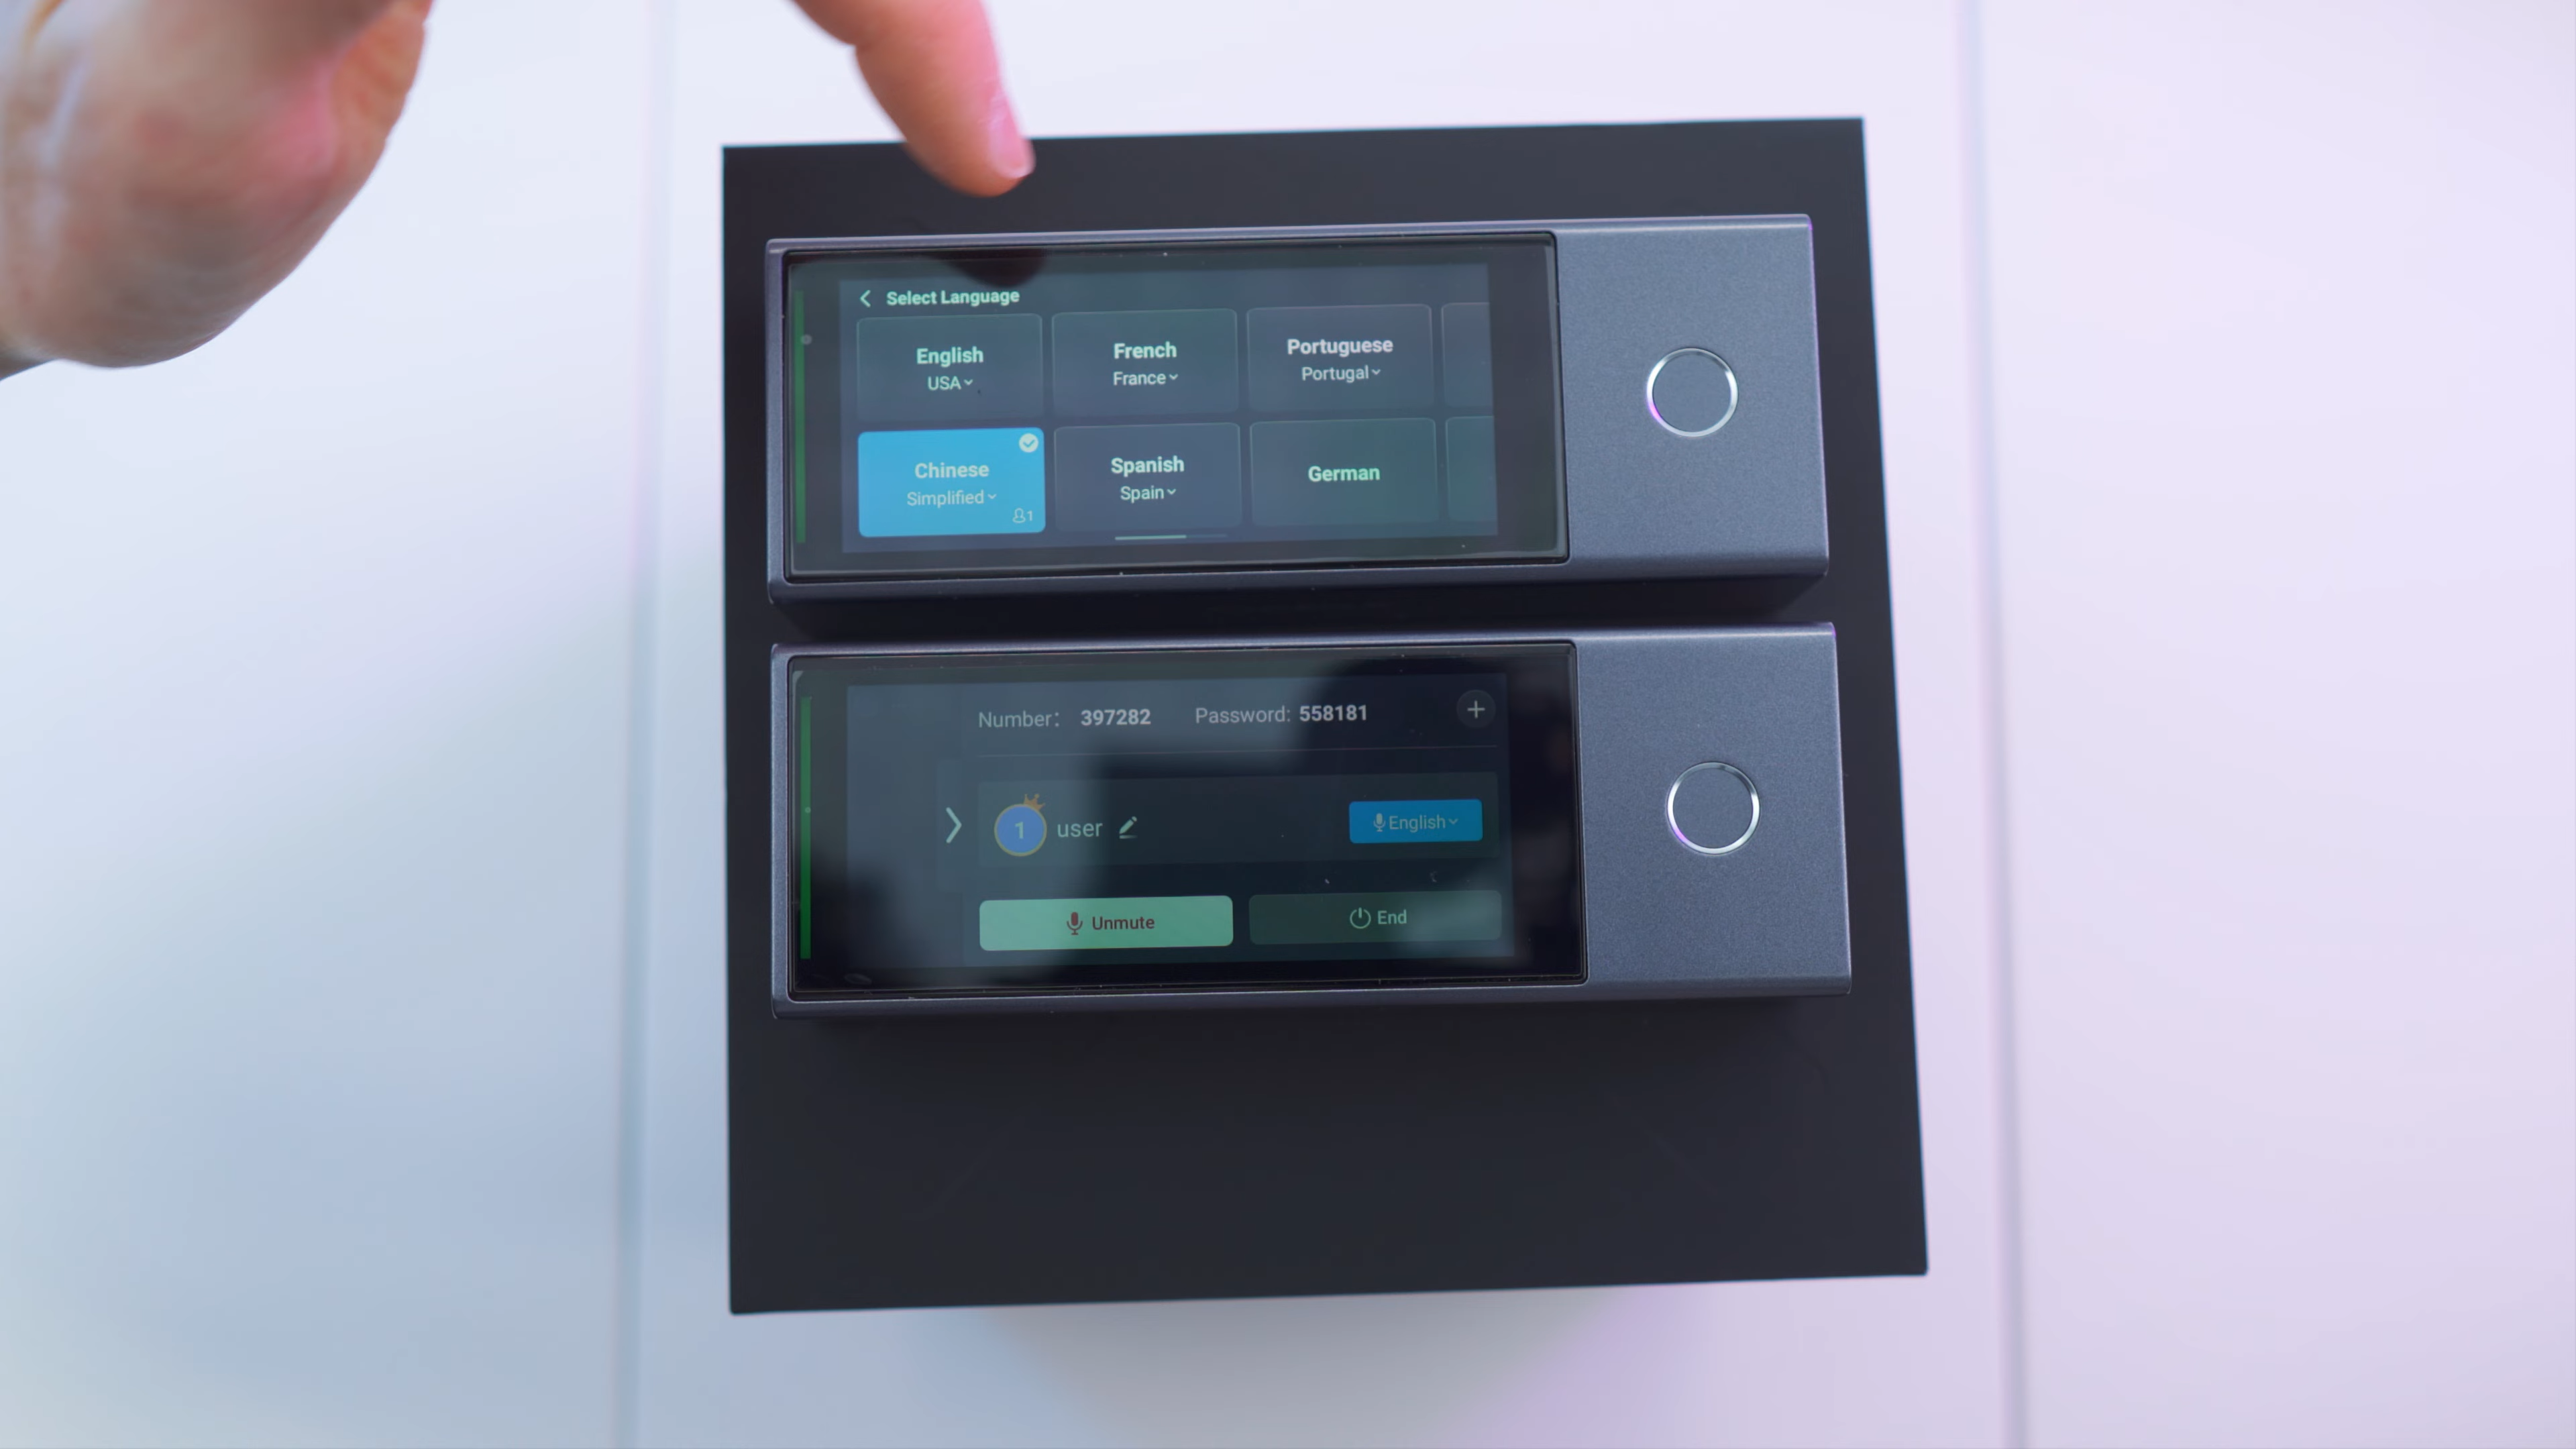 Select Language
English
USA
French
France
Portuguese
Portugal
Chinese
Simplified
1
Spanish
Spain
German
Number: 397282 Password: 558181
1 user English
Unmute End